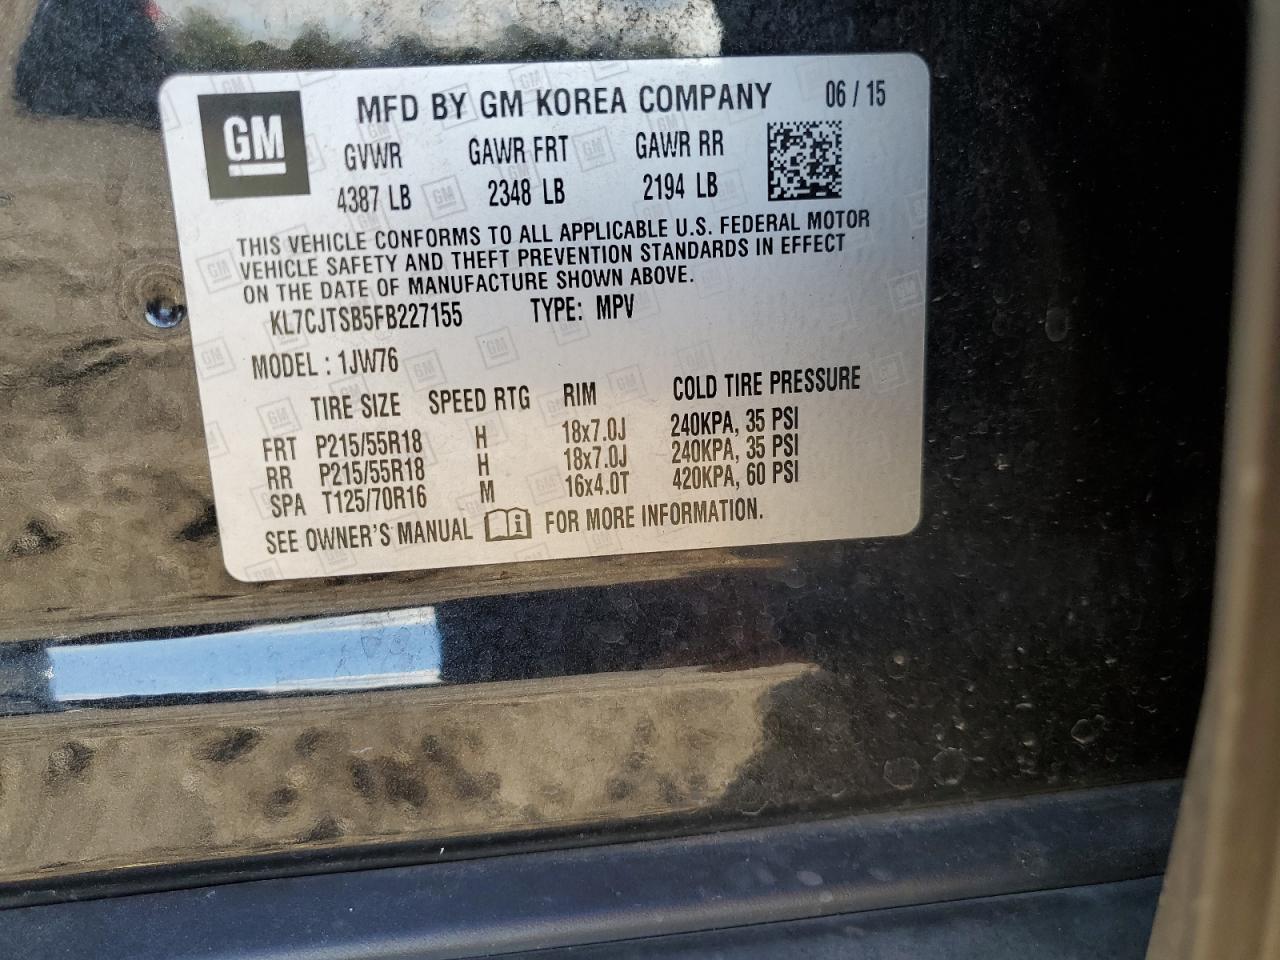 GM
MFD BY GM KOREA COMPANY 06 / 15
GVWR GAWR FRT GAWR RR
4387 LB 2348 LB 2194 LB
THIS VEHICLE CONFORMS TO ALL APPLICABLE U.S. FEDERAL MOTOR
VEHICLE SAFETY AND THEFT PREVENTION STANDARDS IN EFFECT
ON THE DATE OF MANUFACTURE SHOWN ABOVE.
KL7CJTSB5FB227155 TYPE: MPV
MODEL : 1JW76
TIRE SIZE SPEED RTG RIM COLD TIRE PRESSURE
FRT P215/55R18 H 18x7.0J 240KPA, 35 PSI
RR P215/55R18 H 18x7.0J 240KPA, 35 PSI
SPA T125/70R16 M 16x4.0T 420KPA, 60 PSI
SEE OWNER'S MANUAL i FOR MORE INFORMATION.